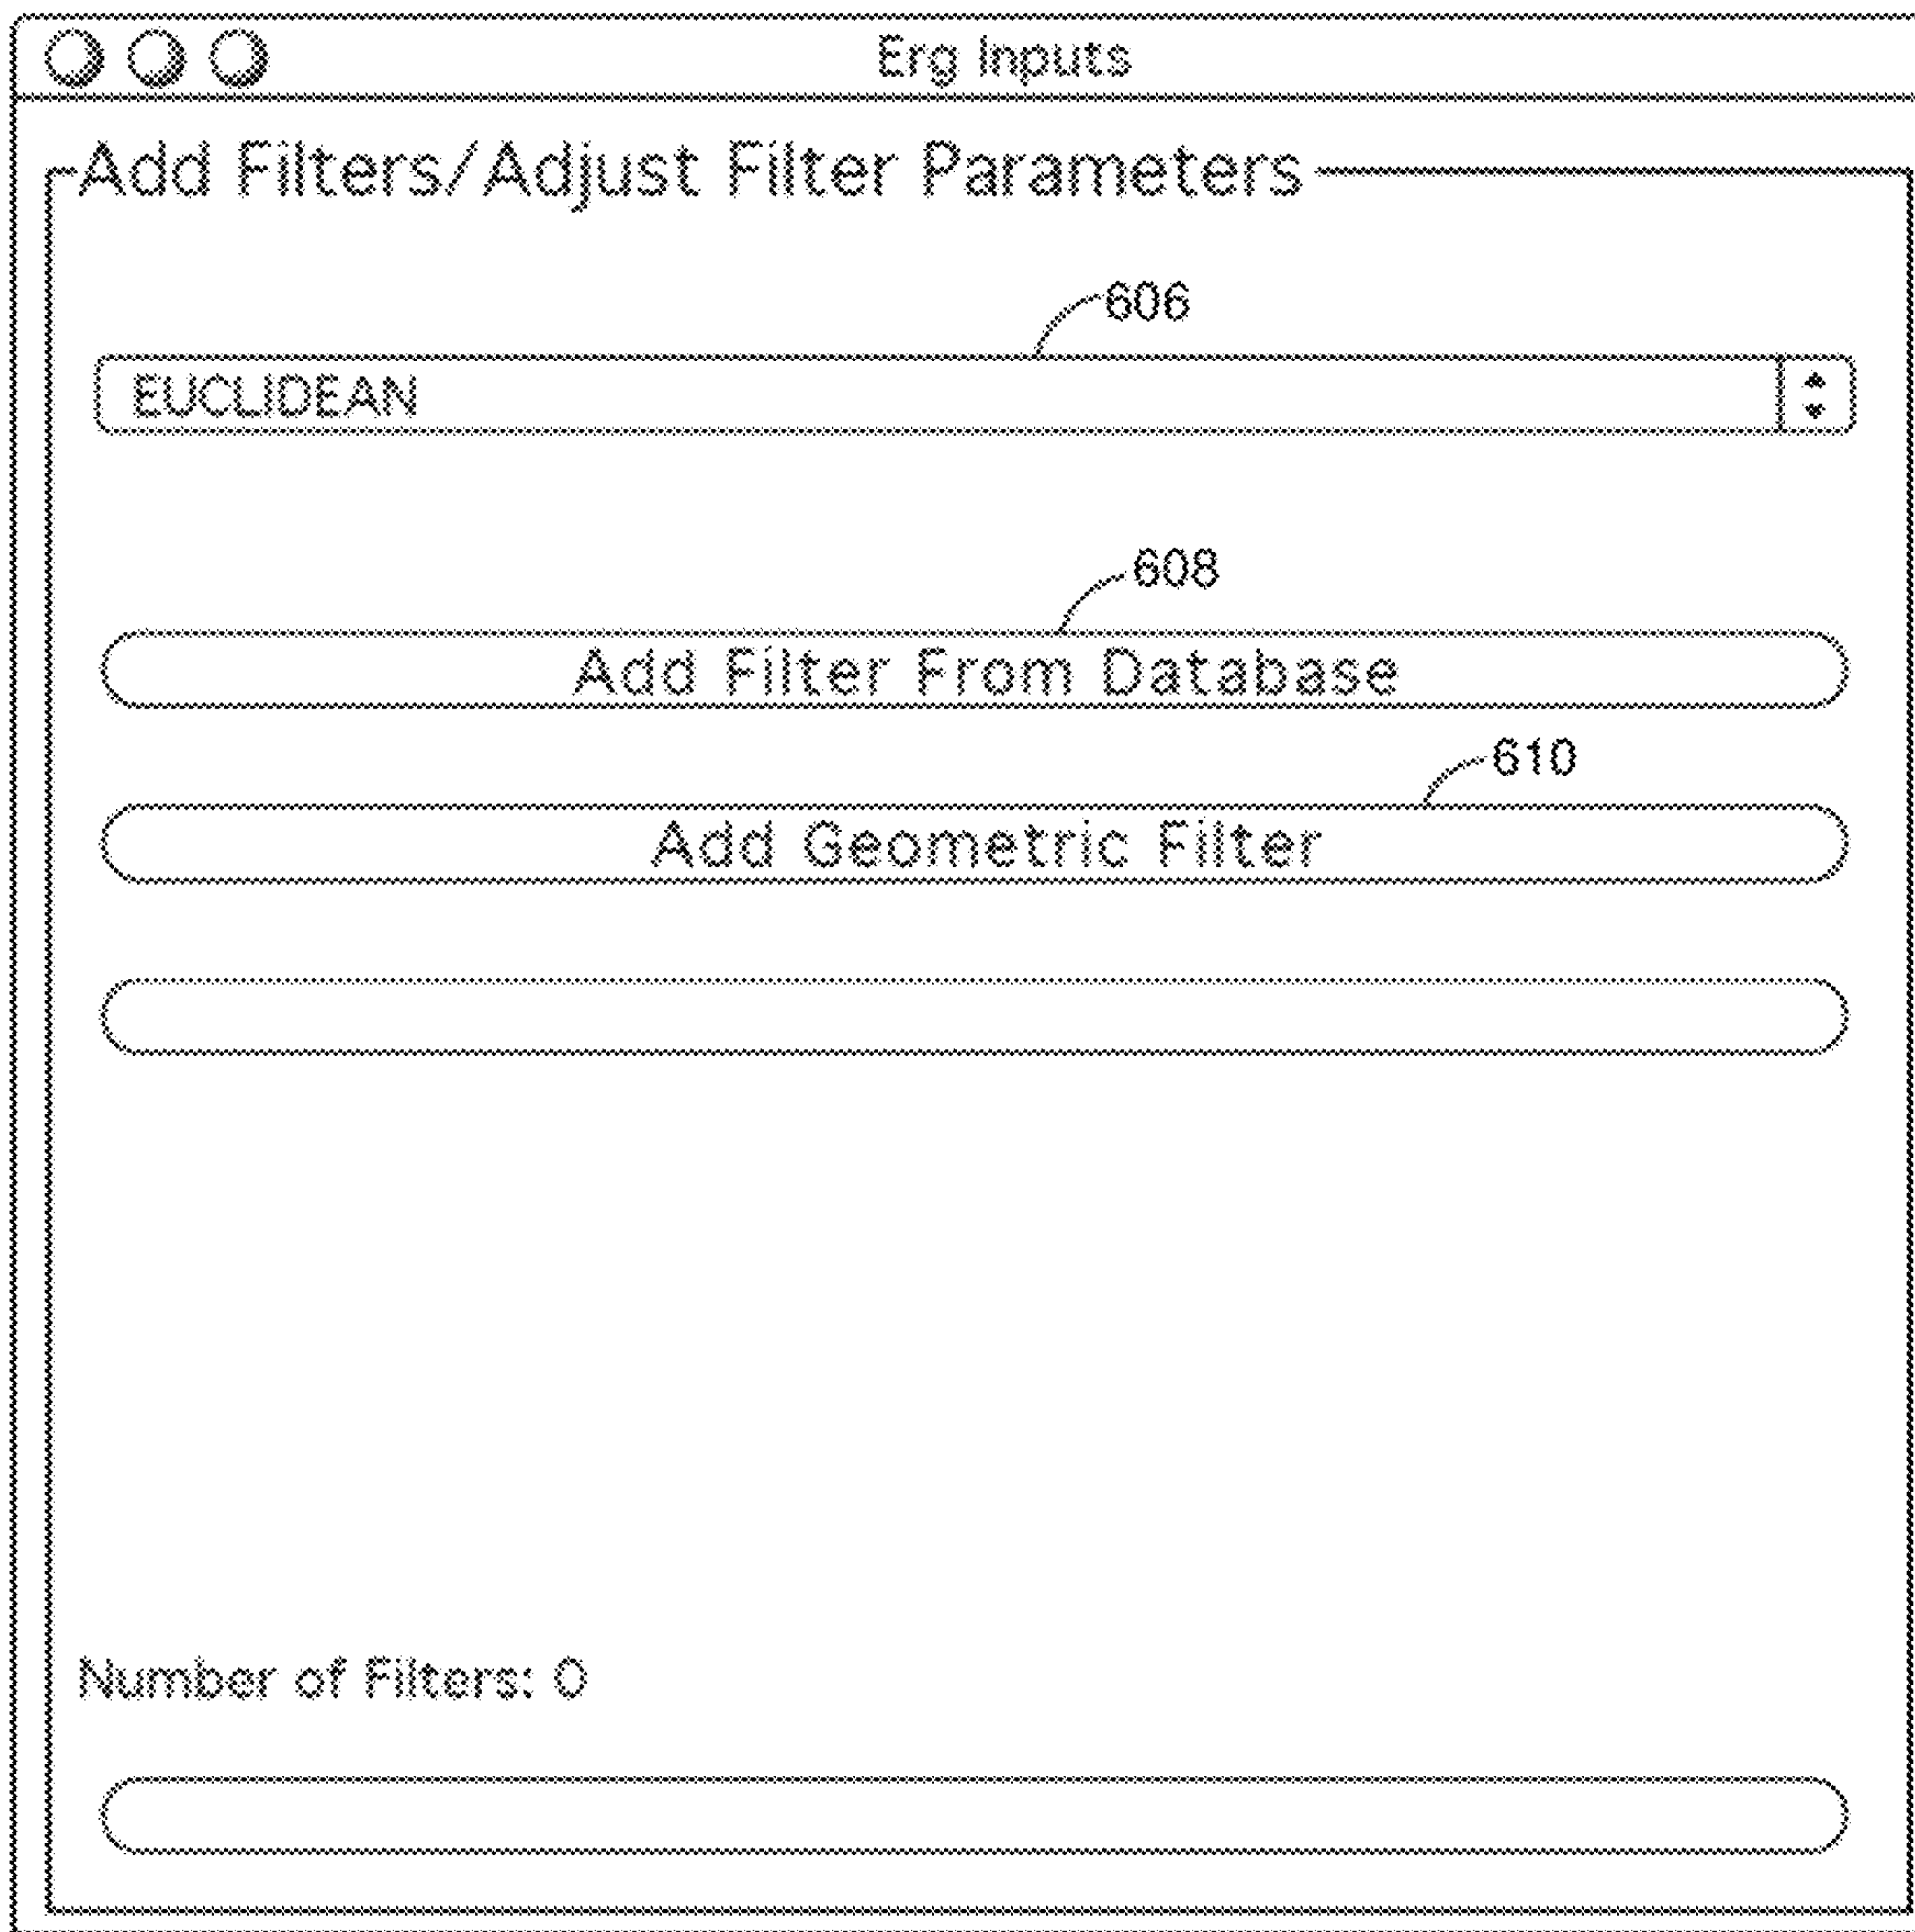 Erg Inputs
Add Filters/Adjust Filter Parameters
606
EUCLIDEAN
608
Add Filter From Database
610
Add Geometric Filter
Number of Filters: 0